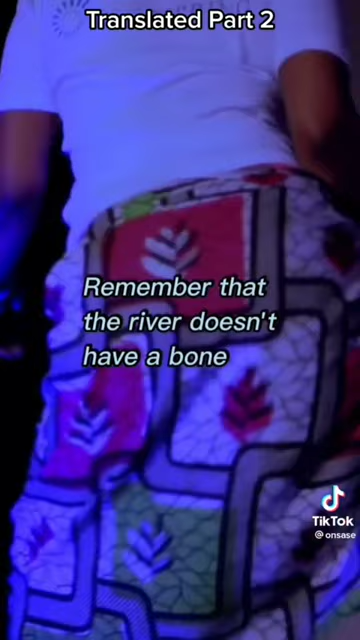 Translated Part 2
Remember that
the river doesn't
have a bone
TikTok
@onsase